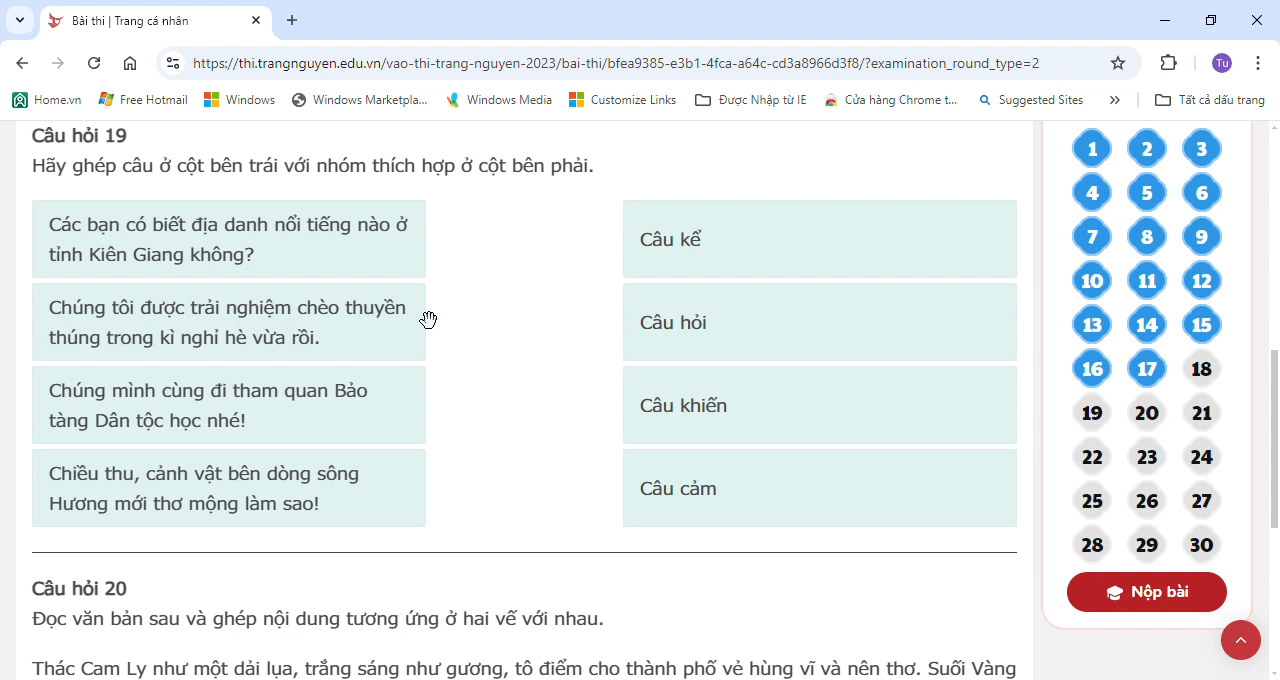 Bài thi | Trang cá nhân
https://thi.trangnguyen.edu.vn/vao-thi-trang-nguyen-2023/bai-thi/bfea9385-e3b1-4fca-a64c-cd3a8966d3f8/?examination_round_type=2
Tu
Home.vn
Free Hotmail
Windows
Windows Marketpla...
Windows Media
Customize Links
Được Nhập từ IE
Cửa hàng Chrome t...
Suggested Sites
Tất cả dấu trang
Câu hỏi 19
Hãy ghép câu ở cột bên trái với nhóm thích hợp ở cột bên phải.
Các bạn có biết địa danh nổi tiếng nào ở
tỉnh Kiên Giang không?
Câu kể
Chúng tôi được trải nghiệm chèo thuyền
thúng trong kì nghỉ hè vừa rồi.
Câu hỏi
Chúng mình cùng đi tham quan Bảo
tàng Dân tộc học nhé!
Câu khiến
Chiều thu, cảnh vật bên dòng sông
Hương mới thơ mộng làm sao!
Câu cảm
Câu hỏi 20
Đọc văn bản sau và ghép nội dung tương ứng ở hai vế với nhau.
Thác Cam Ly như một dải lụa, trắng sáng như gương, tô điểm cho thành phố vẻ hùng vĩ và nên thơ. Suối Vàng
1 2 3
4 5 6
7 8 9
10 11 12
13 14 15
16 17 18
19 20 21
22 23 24
25 26 27
28 29 30
Nộp bài